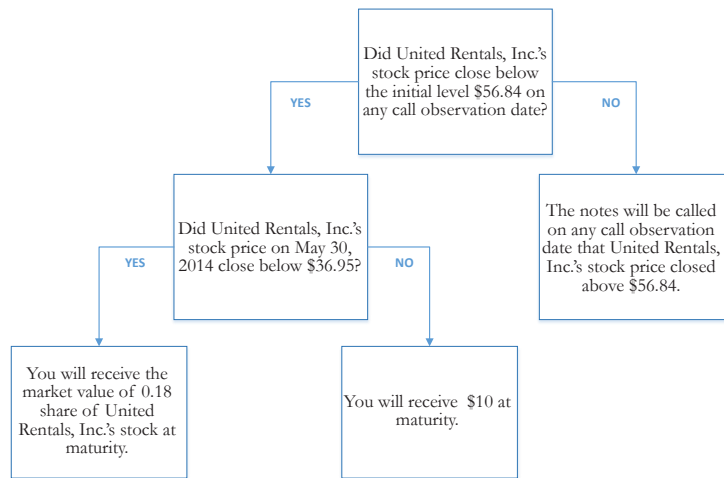 Did United Rentals, Inc.'s
stock price close below
the initial level $56.84 on
any call observation date?
YES
NO
Did United Rentals, Inc.'s
stock price on May 30,
2014 close below $36.95?
The notes will be called
on any call observation
date that United Rentals,
Inc.'s stock price closed
above $56.84.
YES
NO
You will receive the
market value of 0.18
share of United
Rentals, Inc.'s stock at
maturity.
You will receive $10 at
maturity.